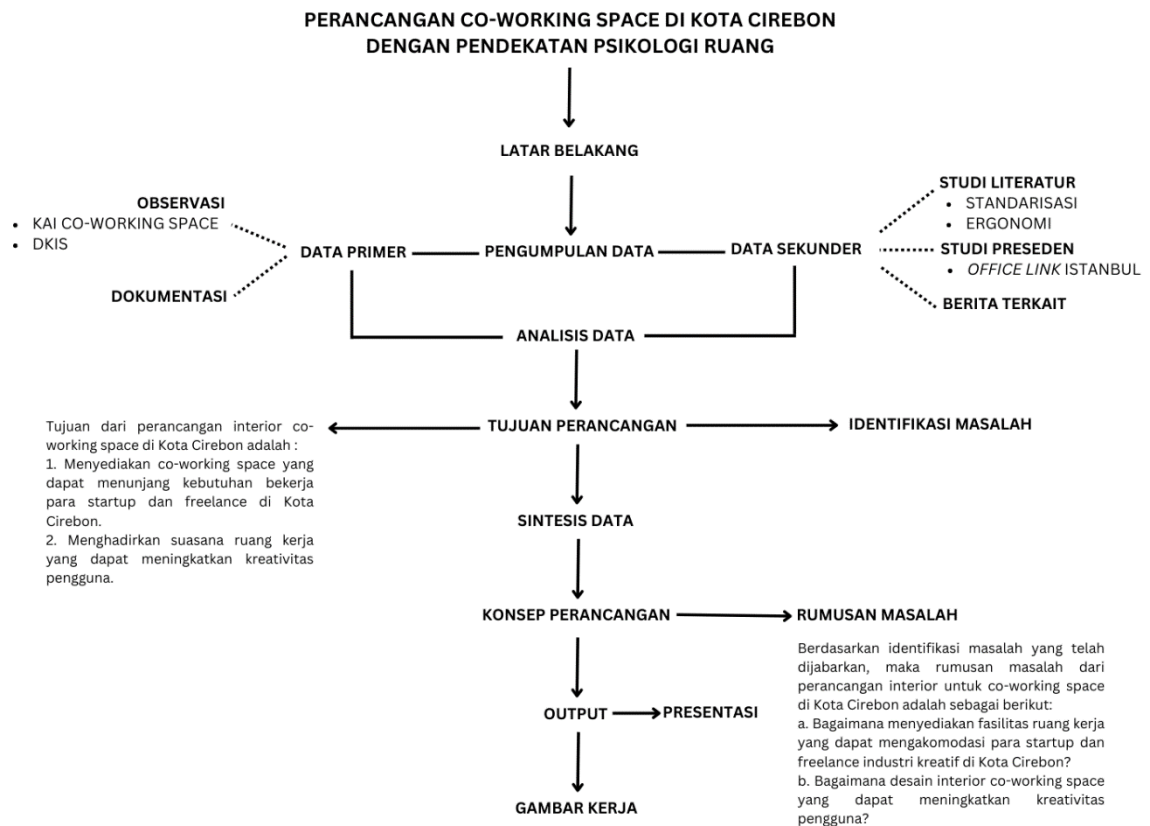 PERANCANGAN CO-WORKING SPACE DI KOTA CIREBON
DENGAN PENDEKATAN PSIKOLOGI RUANG
LATAR BELAKANG
OBSERVASI
• KAI CO-WORKING SPACE
• DKIS
DOKUMENTASI
DATA PRIMER
PENGUMPULAN DATA
DATA SEKUNDER
STUDI LITERATUR
• STANDARISASI
• ERGONOMI
STUDI PRESEDEN
• OFFICE LINK ISTANBUL
BERITA TERKAIT
ANALISIS DATA
TUJUAN PERANCANGAN
IDENTIFIKASI MASALAH
Tujuan dari perancangan interior co-
working space di Kota Cirebon adalah :
1. Menyediakan co-working space yang
dapat menunjang kebutuhan bekerja
para startup dan freelance di Kota
Cirebon.
2. Menghadirkan suasana ruang kerja
yang dapat meningkatkan kreativitas
pengguna.
SINTESIS DATA
KONSEP PERANCANGAN
RUMUSAN MASALAH
Berdasarkan identifikasi masalah yang telah
dijabarkan, maka rumusan masalah dari
perancangan interior untuk co-working space
di Kota Cirebon adalah sebagai berikut:
a. Bagaimana menyediakan fasilitas ruang kerja
yang dapat mengakomodasi para startup dan
freelance industri kreatif di Kota Cirebon?
b. Bagaimana desain interior co-working space
yang dapat meningkatkan kreativitas
pengguna?
OUTPUT
PRESENTASI
GAMBAR KERJA